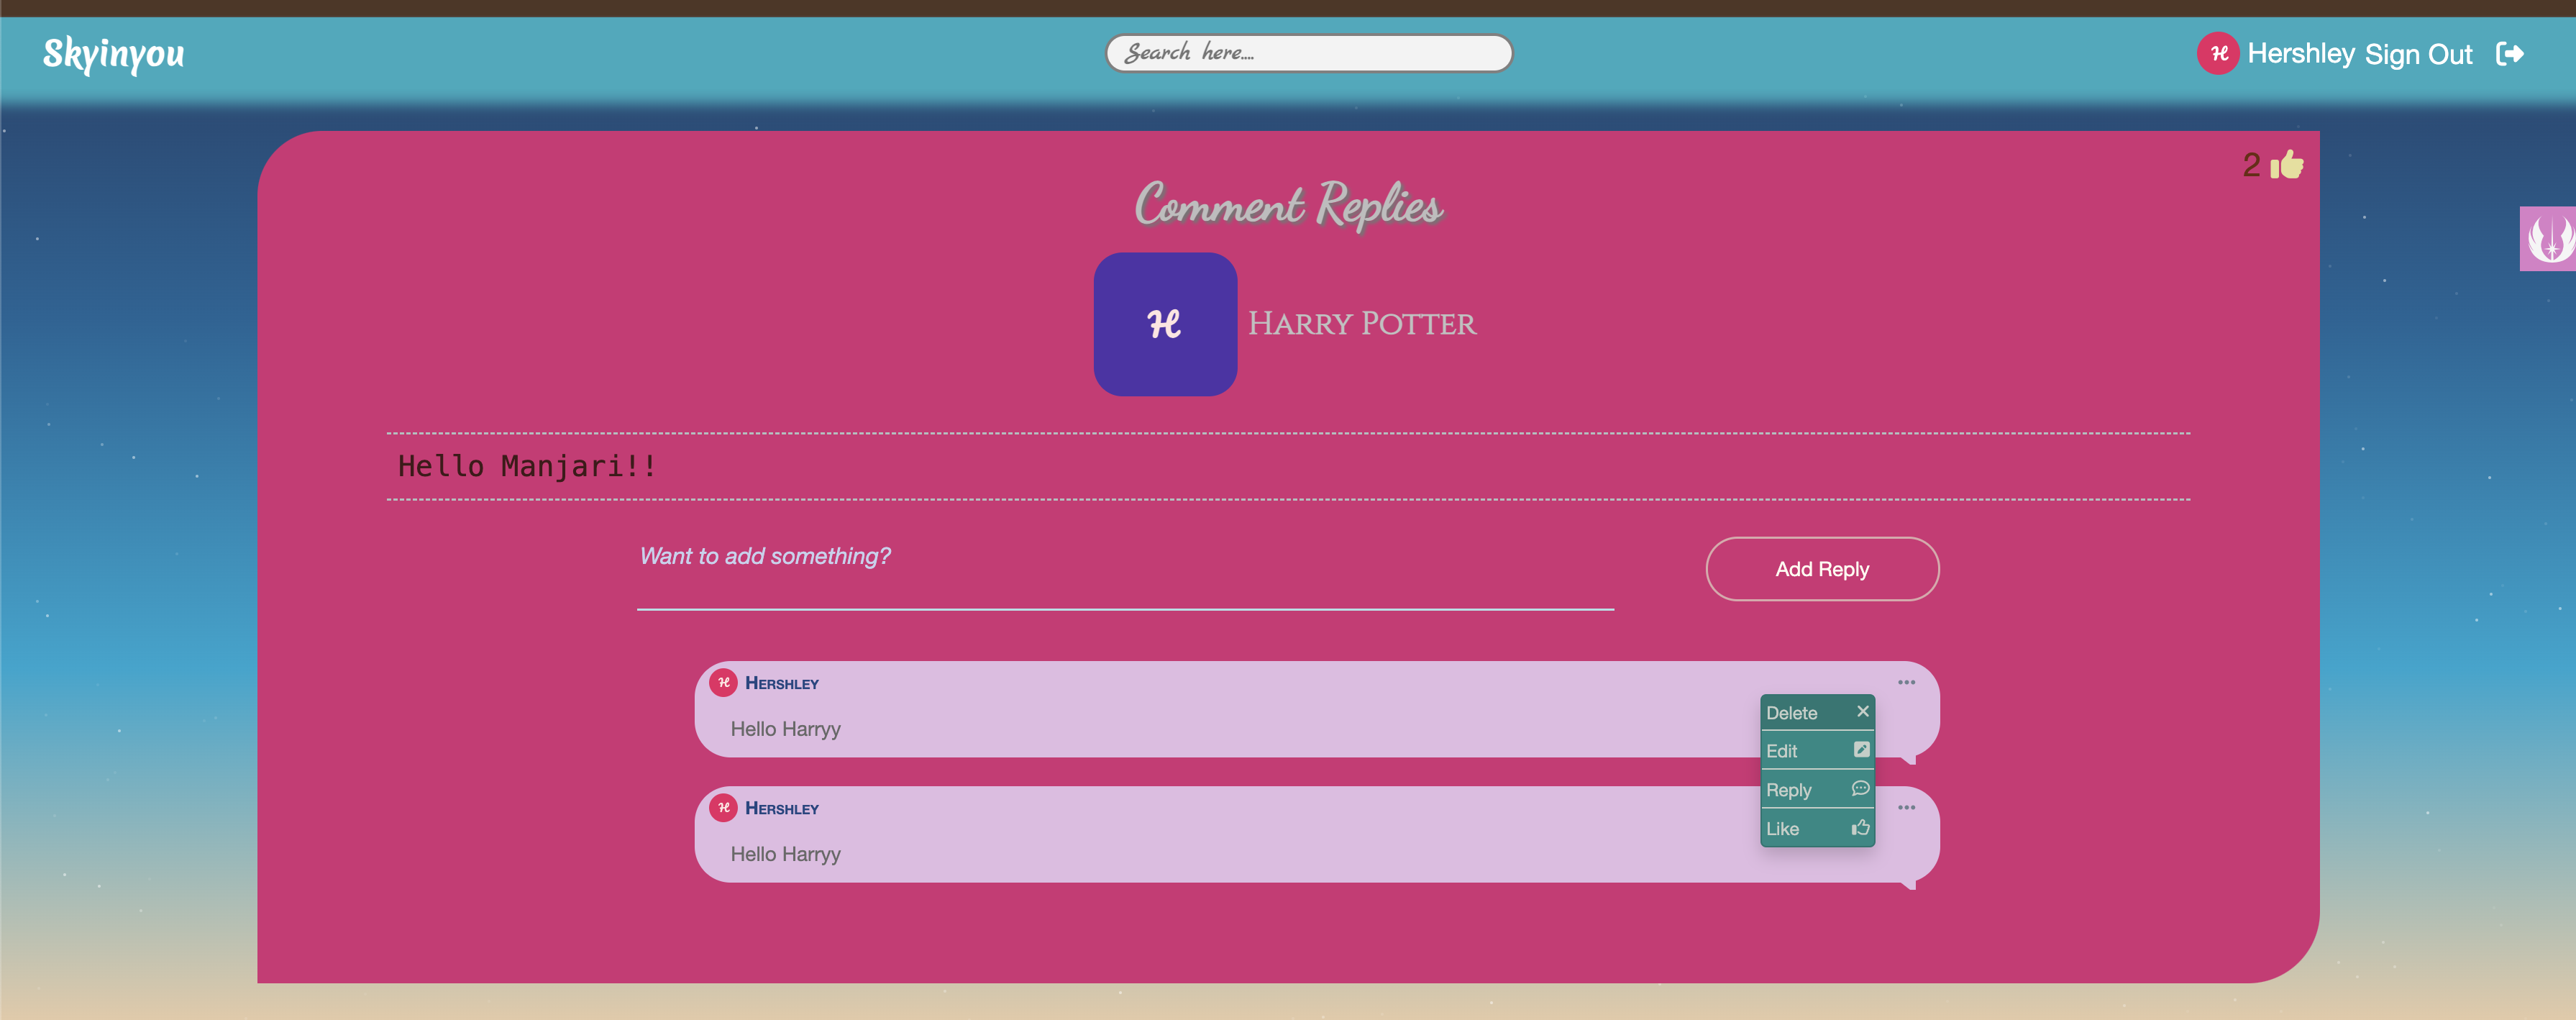 Skyinyou
Search here....
H Hershley Sign Out
2
Comment Replies
H Harry Potter
Hello Manjari!!
Want to add something?
Add Reply
H Hershley
Hello Harryy
Delete
Edit
Reply
Like
H Hershley
Hello Harryy